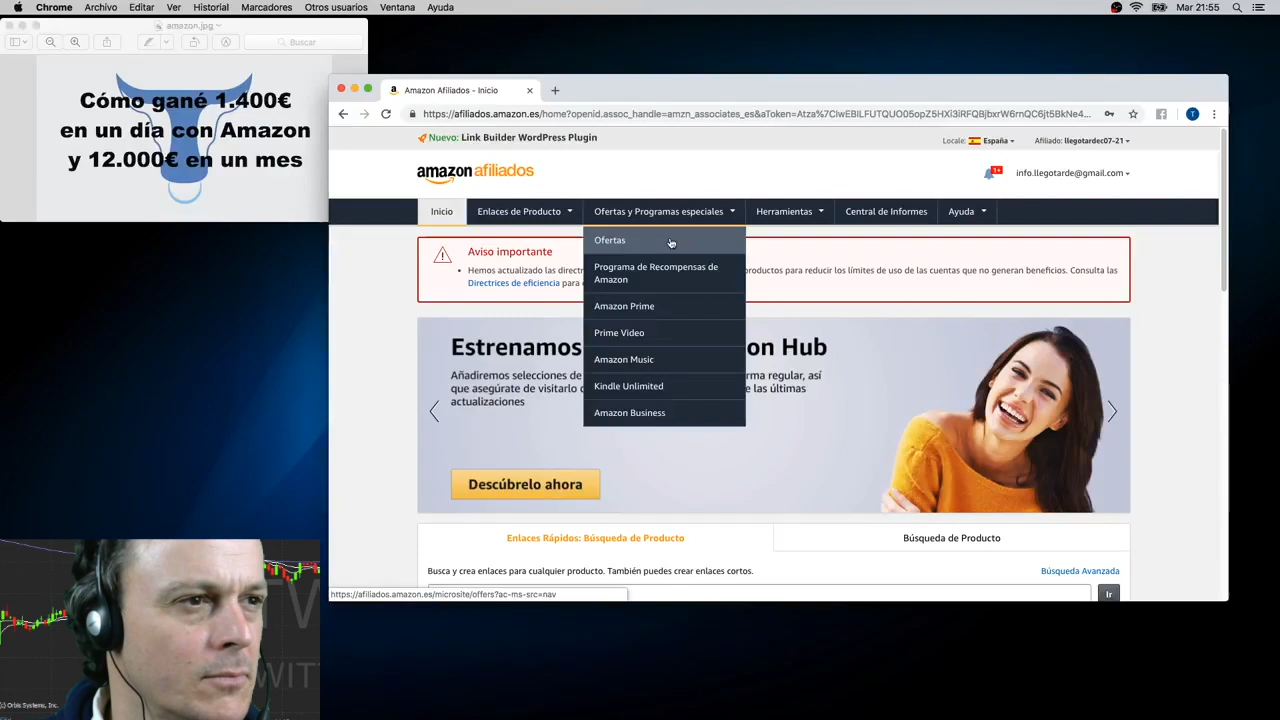 Chrome Archivo Editar Ver Historial Marcadores Otros usuarios Ventana Ayuda
Mar 21:55
amazon.jpg
Buscar
Cómo gané 1.400€
en un día con Amazon
y 12.000€ en un mes
Amazon Afiliados - Inicio
https://afiliados.amazon.es/home?openid.assoc_handle=amzn_associates_es&aToken=Atza%7CIwEBILFUTQUO05opZ5HXi3iRFQBjbxrW6rnQC6jt5BkNe4...
Nuevo: Link Builder WordPress Plugin
Locale: España
Afiliado: llegotardec07-21
amazon afiliados
1+
info.llegotarde@gmail.com
Inicio
Enlaces de Producto
Ofertas y Programas especiales
Herramientas
Central de Informes
Ayuda
Ofertas
Programa de Recompensas de
Amazon
Amazon Prime
Prime Video
Amazon Music
Kindle Unlimited
Amazon Business
Aviso importante
Hemos actualizado las direct
productos para reducir los límites de uso de las cuentas que no generan beneficios. Consulta las
Directrices de eficiencia para
Estrenamos
on Hub
Añadiremos selecciones de
rma regular, así
que asegúrate de visitarlo
de las últimas
actualizaciones
Descúbrelo ahora
Enlaces Rápidos: Búsqueda de Producto
Búsqueda de Producto
Busca y crea enlaces para cualquier producto. También puedes crear enlaces cortos.
Búsqueda Avanzada
Ir
https://afiliados.amazon.es/microsite/offers?ac-ms-src=nav
(c) Orbis Systems, Inc.